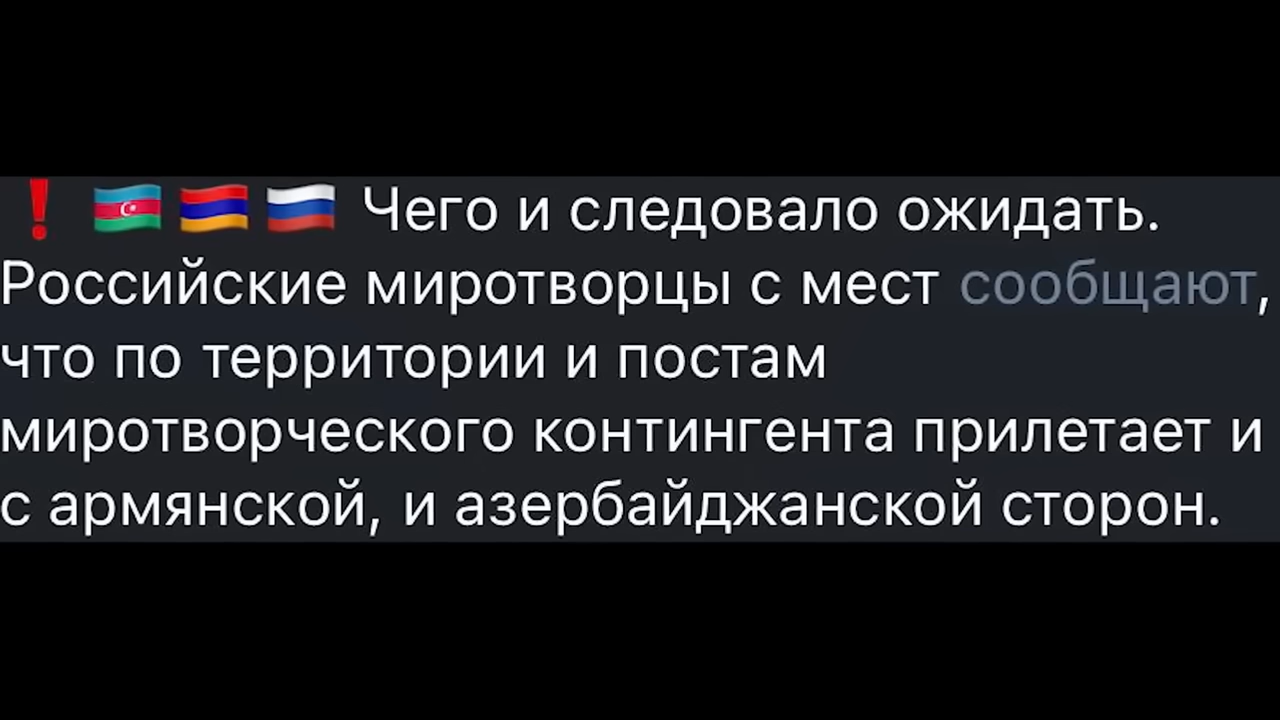 ❗🇦🇿🇦🇲🇷🇺 Чего и следовало ожидать.
Российские миротворцы с мест сообщают,
что по территории и постам
миротворческого контингента прилетает и
с армянской, и азербайджанской сторон.